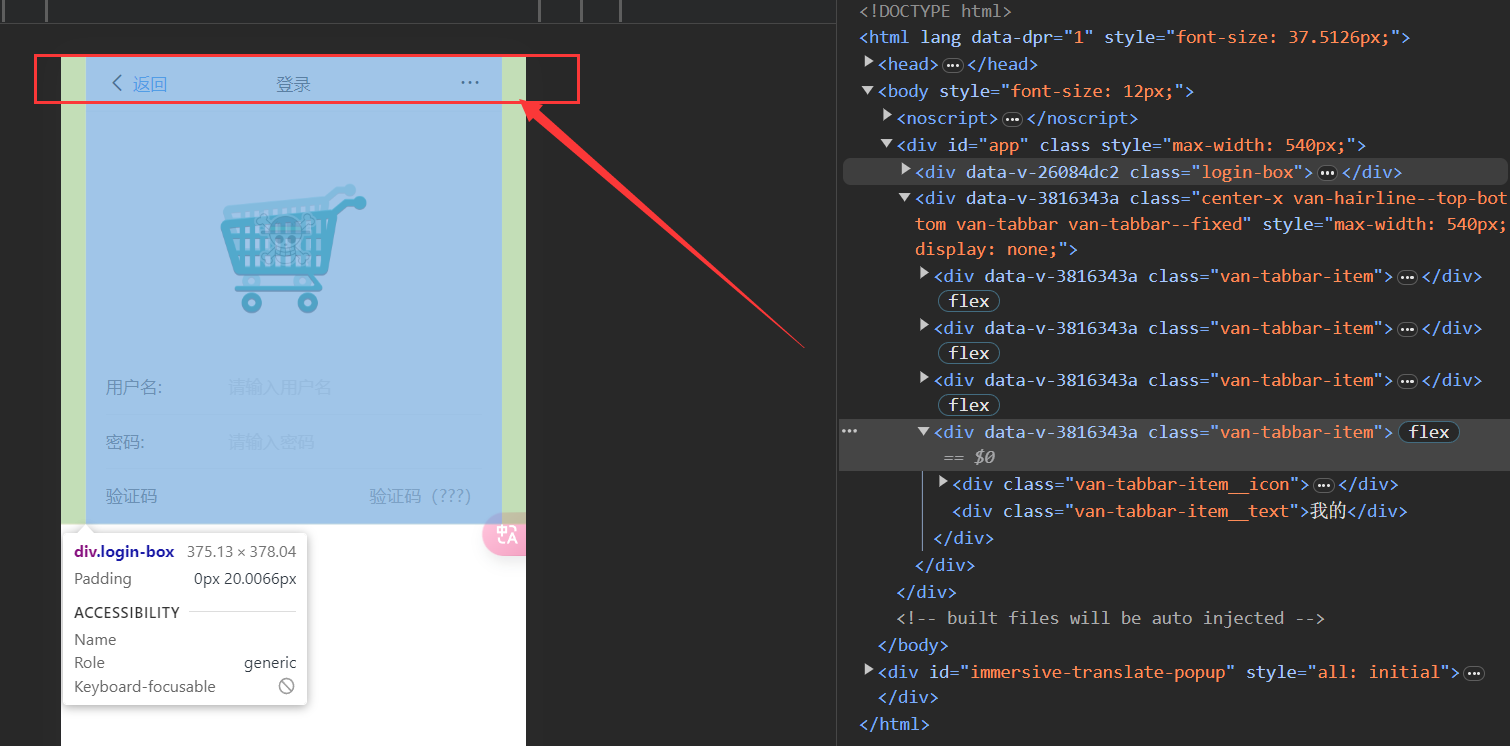 返回
登录
···
用户名:
请输入用户名
密码:
请输入密码
验证码
验证码（???）
中A
div.login-box 375.13 × 378.04
Padding 0px 20.0066px
ACCESSIBILITY
Name
Role generic
Keyboard-focusable
<!DOCTYPE html>
<html lang data-dpr="1" style="font-size: 37.5126px;">
<head>…</head>
<body style="font-size: 12px;">
<noscript>…</noscript>
<div id="app" class style="max-width: 540px;">
<div data-v-26084dc2 class="login-box">…</div>
<div data-v-3816343a class="center-x van-hairline--top-bot
tom van-tabbar van-tabbar--fixed" style="max-width: 540px;
display: none;">
<div data-v-3816343a class="van-tabbar-item">…</div>
flex
<div data-v-3816343a class="van-tabbar-item">…</div>
flex
<div data-v-3816343a class="van-tabbar-item">…</div>
flex
… <div data-v-3816343a class="van-tabbar-item"> flex
== $0
<div class="van-tabbar-item__icon">…</div>
<div class="van-tabbar-item__text">我的</div>
</div>
</div>
</div>
<!-- built files will be auto injected -->
</body>
<div id="immersive-translate-popup" style="all: initial">…
</div>
</html>